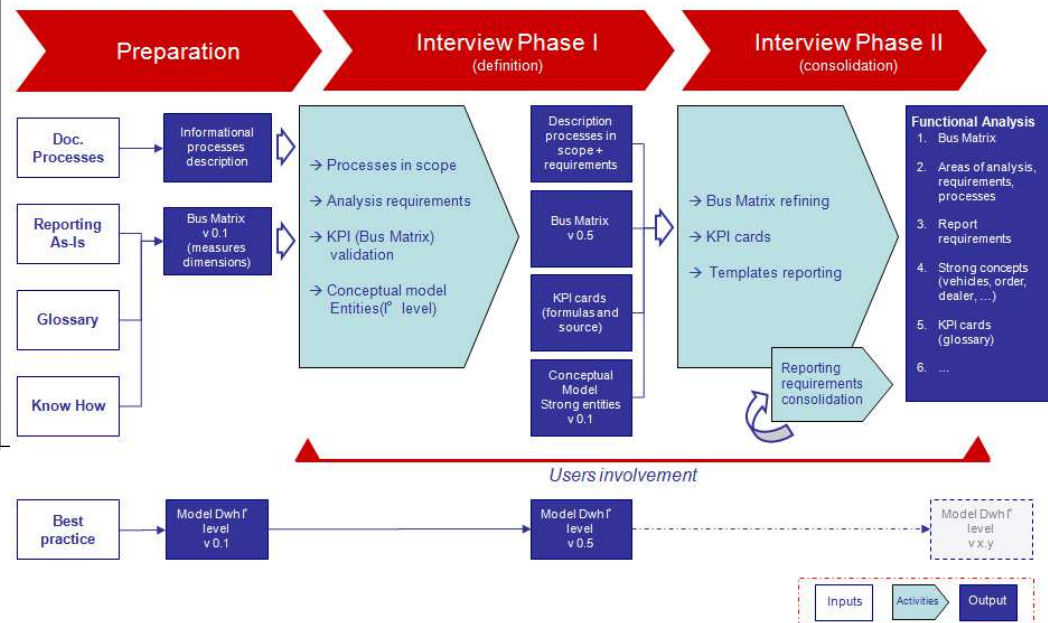 Preparation
Interview Phase I
(definition)
Interview Phase II
(consolidation)
Doc.
Processes
Informational
processes
description
Reporting
As-Is
Bus Matrix
v 0.1
(measures
dimensions)
Glossary
Know How
→ Processes in scope
→ Analysis requirements
→ KPI (Bus Matrix)
validation
→ Conceptual model
Entities(I° level)
Description
processes in
scope +
requirements
Bus Matrix
v 0.5
KPI cards
(formulas and
source)
Conceptual
Model
Strong entities
v 0.1
→ Bus Matrix refining
→ KPI cards
→ Templates reporting
Reporting
requirements
consolidation
Functional Analysis
1. Bus Matrix
2. Areas of analysis,
requirements,
processes
3. Report
requirements
4. Strong concepts
(vehicles, order,
dealer, ...)
5. KPI cards
(glossary)
6. ...
Users involvement
Best
practice
Model Dwh I°
level
v 0.1
Model Dwh I°
level
v 0.5
Model Dwh I°
level
v x.y
Inputs
Activities
Output